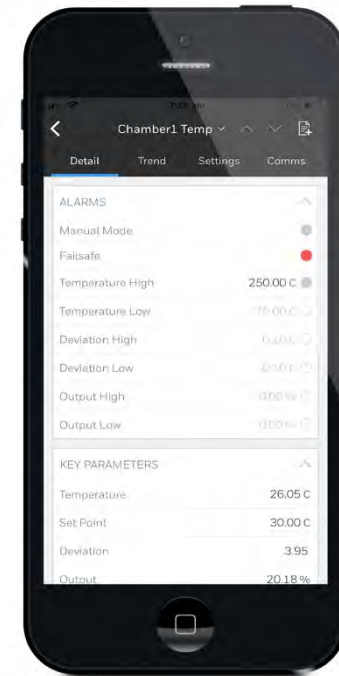 Chamber1 Temp
Detail Trend Settings Comms
ALARMS
Manual Mode
Failsafe
Temperature High 250.00 C
Temperature Low
Deviation High
Deviation Low
Output High
Output Low
KEY PARAMETERS
Temperature 26.05 C
Set Point 30.00 C
Deviation 3.95
Output 20.18 %